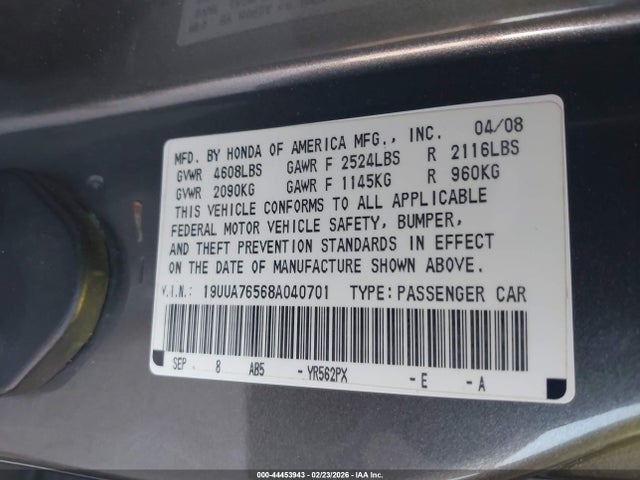 MFD. BY HONDA OF AMERICA MFG., INC. 04/08
GVWR 4608LBS GAWR F 2524LBS R 2116LBS
GVWR 2090KG GAWR F 1145KG R 960KG
THIS VEHICLE CONFORMS TO ALL APPLICABLE
FEDERAL MOTOR VEHICLE SAFETY, BUMPER,
AND THEFT PREVENTION STANDARDS IN EFFECT
ON THE DATE OF MANUFACTURE SHOWN ABOVE.
V.I.N.: 19UUA76568A040701 TYPE: PASSENGER CAR
SEP 8 AB5 -YR562PX -E -A
000-44453943 - 02/23/2026 - IAA Inc.